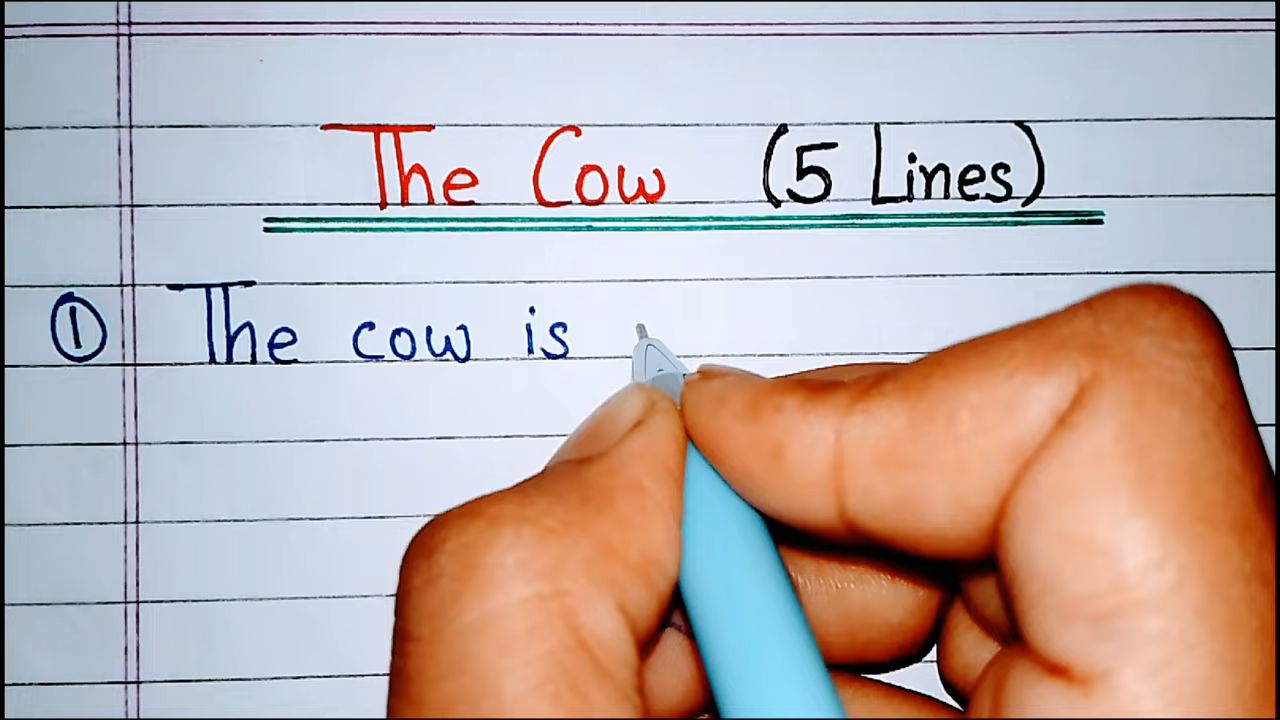 The Cow (5 Lines)
① The cow is